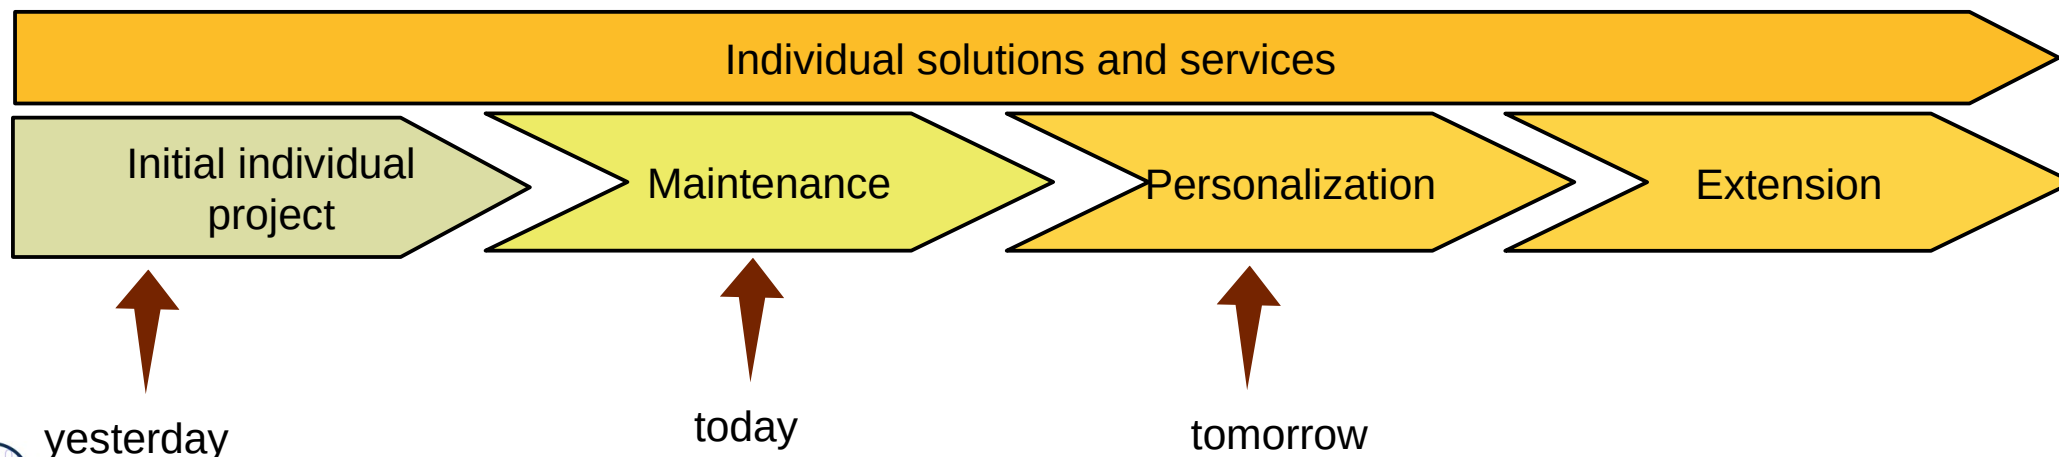 Individual solutions and services
Initial individual
project
Maintenance
Personalization
Extension
yesterday
today
tomorrow